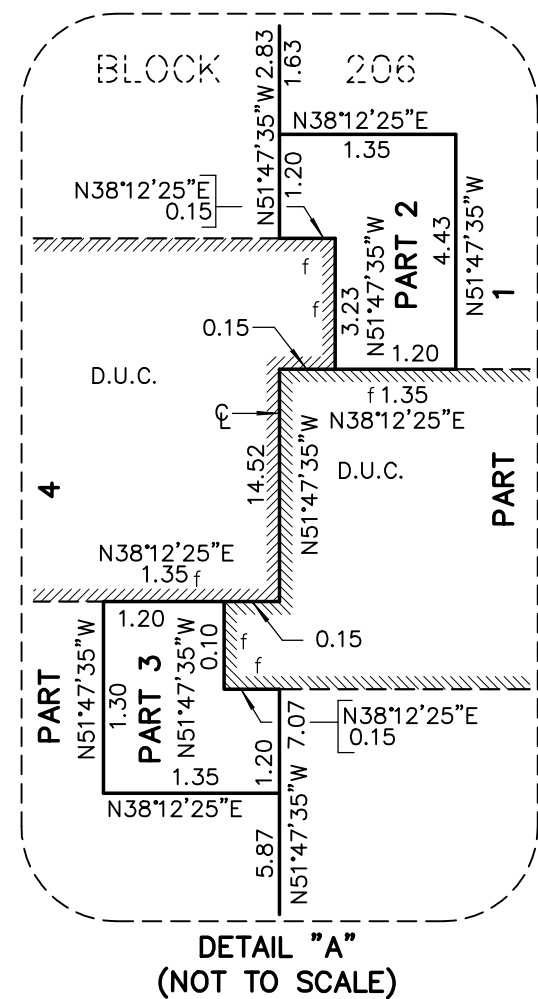 BLOCK 206
N51°47'35"W 2.83
1.63
N38°12'25"E
1.35
1.20
N38°12'25"E
0.15
PART 2
N51°47'35"W
3.23
4.43
N51°47'35"W
1
f
f
0.15
1.20
f 1.35
N38°12'25"E
D.U.C.
℄
14.52
N51°47'35"W
D.U.C.
4
PART
N38°12'25"E
1.35 f
1.20
0.10
N51°47'35"W
0.15
f
f
PART
N51°47'35"W
1.30
PART 3
N38°12'25"E
0.15
1.35
1.20
N51°47'35"W 7.07
N38°12'25"E
5.87
DETAIL "A"
(NOT TO SCALE)